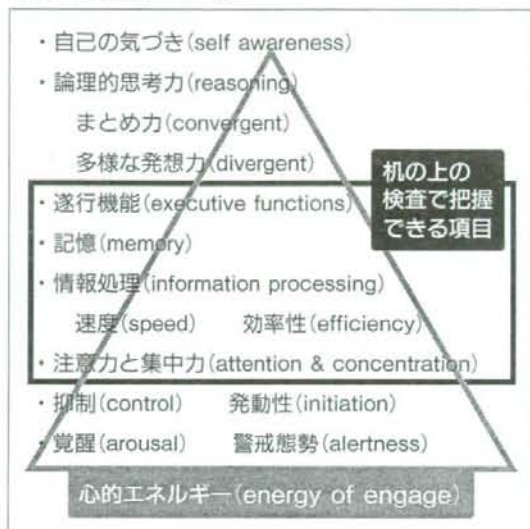 ・自己の気づき(self awareness)
・論理的思考力(reasoning)
まとめ力(convergent)
多様な発想力(divergent)
机の上の
検査で把握
できる項目
・遂行機能(executive functions)
・記憶(memory)
・情報処理(information processing)
速度(speed) 効率性(efficiency)
・注意力と集中力(attention & concentration)
・抑制(control) 発動性(initiation)
・覚醒(arousal) 警戒態勢(alertness)
心的エネルギー(energy of engage)